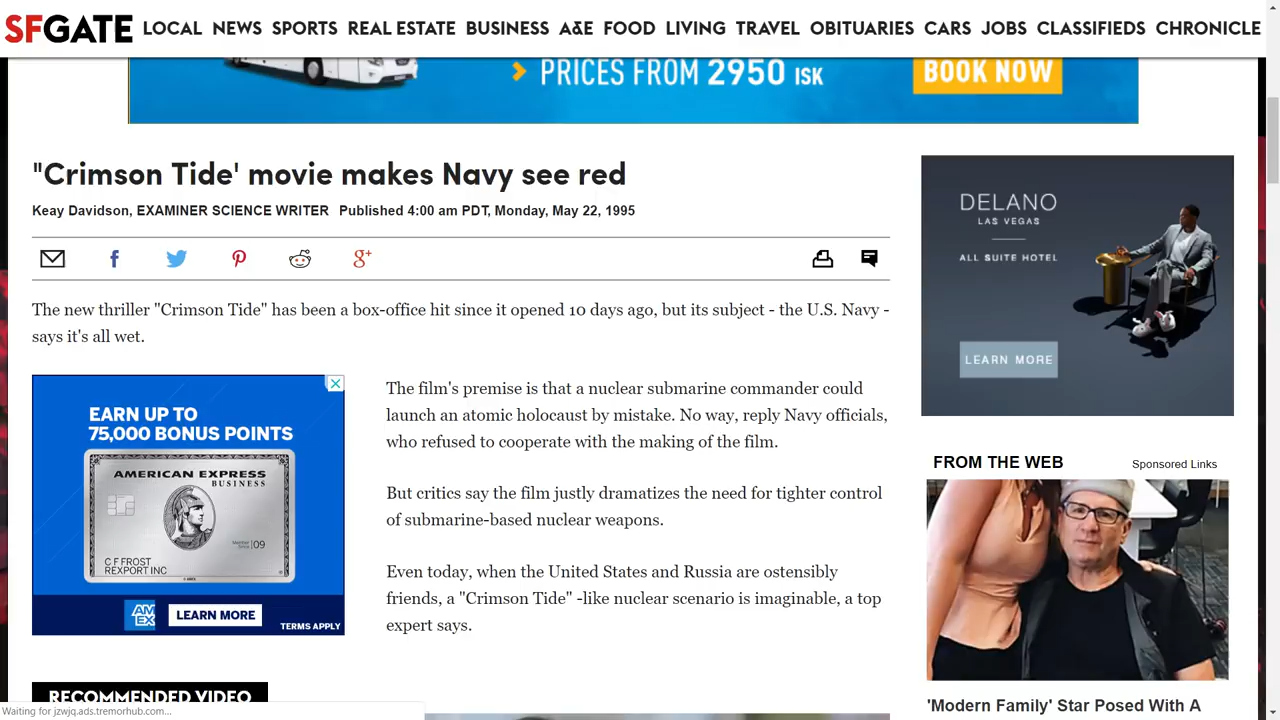 SFGATE LOCAL NEWS SPORTS REAL ESTATE BUSINESS A&E FOOD LIVING TRAVEL OBITUARIES CARS JOBS CLASSIFIEDS CHRONICLE
PRICES FROM 2950 ISK
BOOK NOW
"Crimson Tide' movie makes Navy see red
Keay Davidson, EXAMINER SCIENCE WRITER Published 4:00 am PDT, Monday, May 22, 1995
The new thriller "Crimson Tide" has been a box-office hit since it opened 10 days ago, but its subject - the U.S. Navy -
says it's all wet.
EARN UP TO
75,000 BONUS POINTS
AMERICAN EXPRESS
BUSINESS
Member Since 09
C F FROST
REXPORT INC
AM
EX
LEARN MORE
TERMS APPLY
The film's premise is that a nuclear submarine commander could
launch an atomic holocaust by mistake. No way, reply Navy officials,
who refused to cooperate with the making of the film.
But critics say the film justly dramatizes the need for tighter control
of submarine-based nuclear weapons.
Even today, when the United States and Russia are ostensibly
friends, a "Crimson Tide" -like nuclear scenario is imaginable, a top
expert says.
RECOMMENDED VIDEO
DELANO
LAS VEGAS
ALL SUITE HOTEL
LEARN MORE
FROM THE WEB Sponsored Links
'Modern Family' Star Posed With A
Waiting for jzwjq.ads.tremorhub.com...